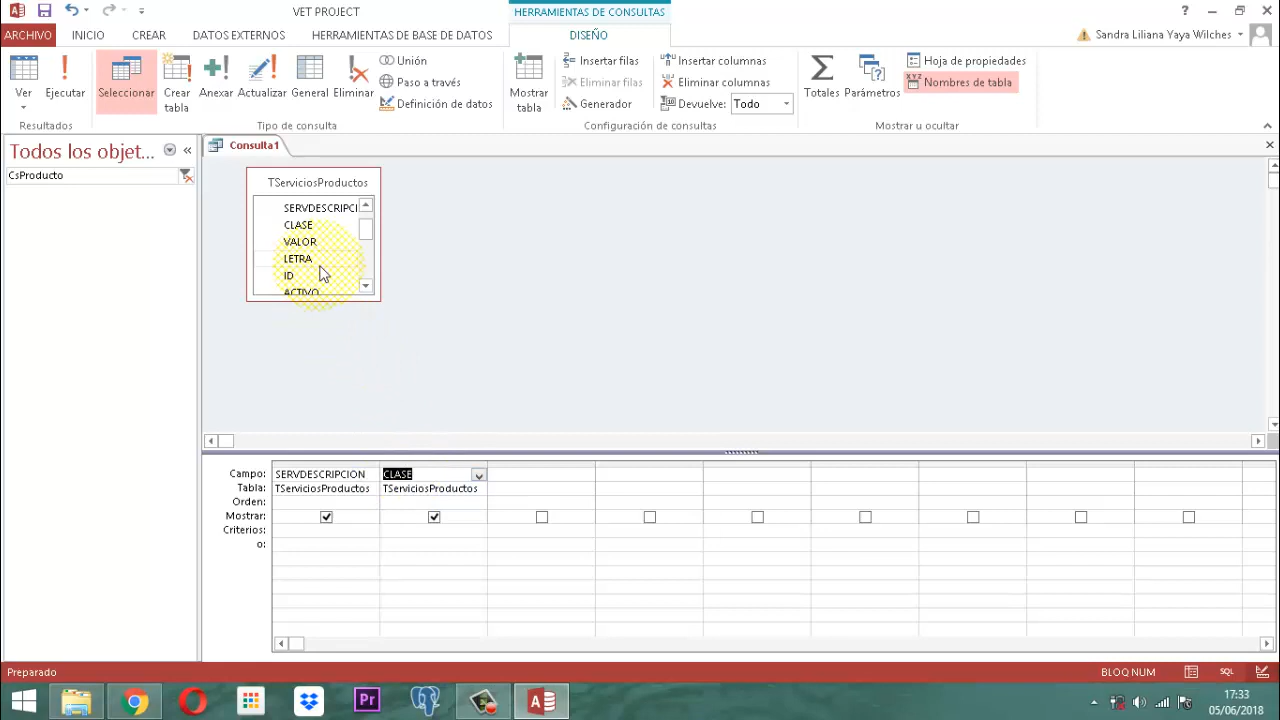 VET PROJECT
HERRAMIENTAS DE CONSULTAS
?
ARCHIVO
INICIO
CREAR
DATOS EXTERNOS
HERRAMIENTAS DE BASE DE DATOS
DISEÑO
Sandra Liliana Yaya Wilches
Ver
Ejecutar
Seleccionar
Crear tabla
Anexar
Actualizar
General
Eliminar
Unión
Paso a través
Definición de datos
Mostrar tabla
Insertar filas
Eliminar filas
Generador
Insertar columnas
Eliminar columnas
Devuelve: Todo
Totales
Parámetros
Hoja de propiedades
XYZ Nombres de tabla
Resultados
Tipo de consulta
Configuración de consultas
Mostrar u ocultar
Todos los objet...
CsProducto
Consulta1
TServiciosProductos
SERVDESCRIPCI
CLASE
VALOR
LETRA
ID
ACTIVO
Campo: SERVDESCRIPCION CLASE
Tabla: TServiciosProductos TServiciosProductos
Orden:
Mostrar:
Criterios:
o:
Preparado
BLOQ NUM
SQL
Pr
17:33
05/06/2018